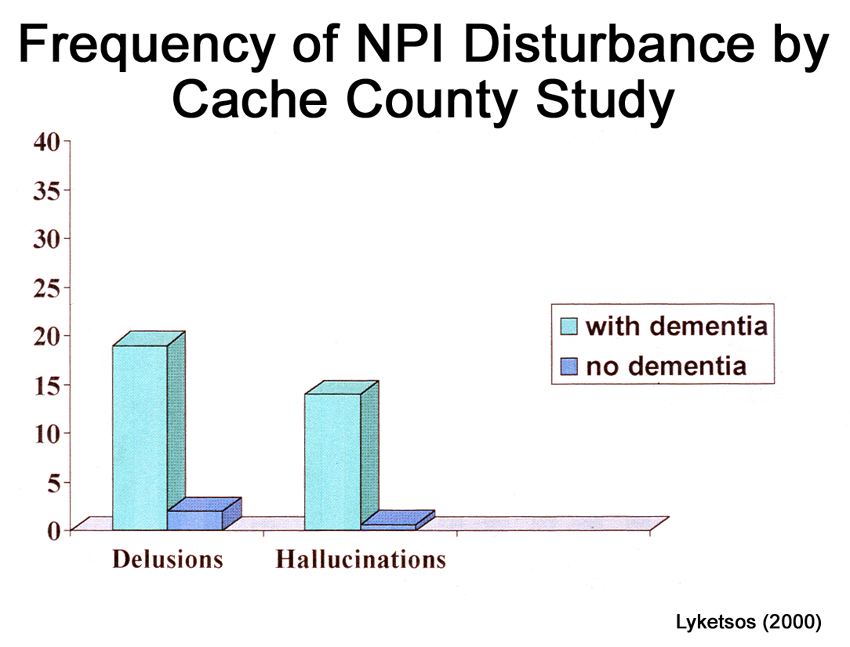 Frequency of NPI Disturbance by
Cache County Study
40
35
30
25
20
15
10
5
0
with dementia
no dementia
Delusions
Hallucinations
Lyketsos (2000)